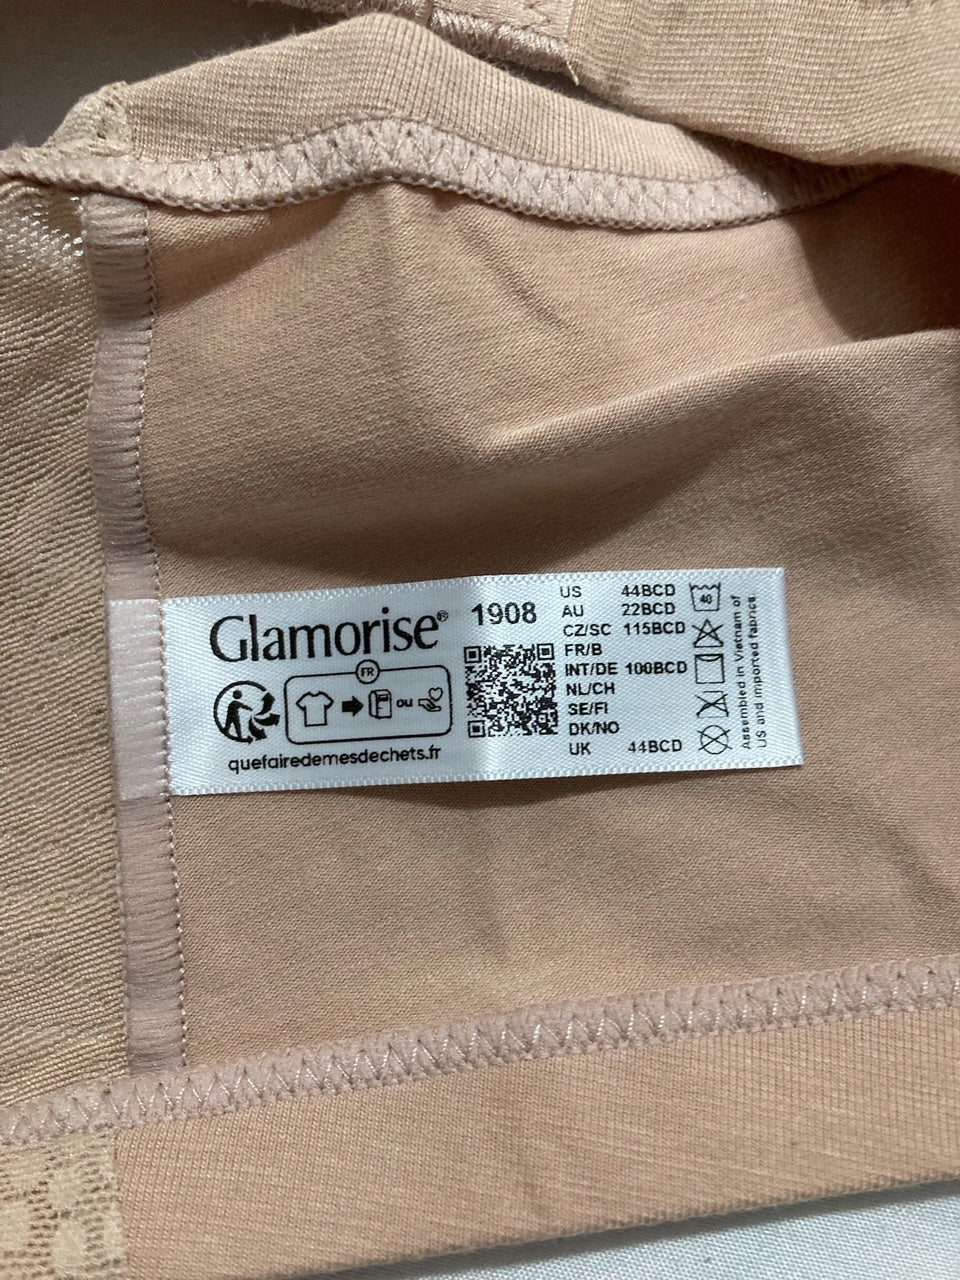 Glamorise®
1908
FR
ou
quefairedemesdechets.fr
US 44BCD
AU 22BCD
CZ/SC 115BCD
FR/B
INT/DE 100BCD
NL/CH
SE/FI
DK/NO
UK 44BCD
40
Assembled in Vietnam of
US and imported fabrics.